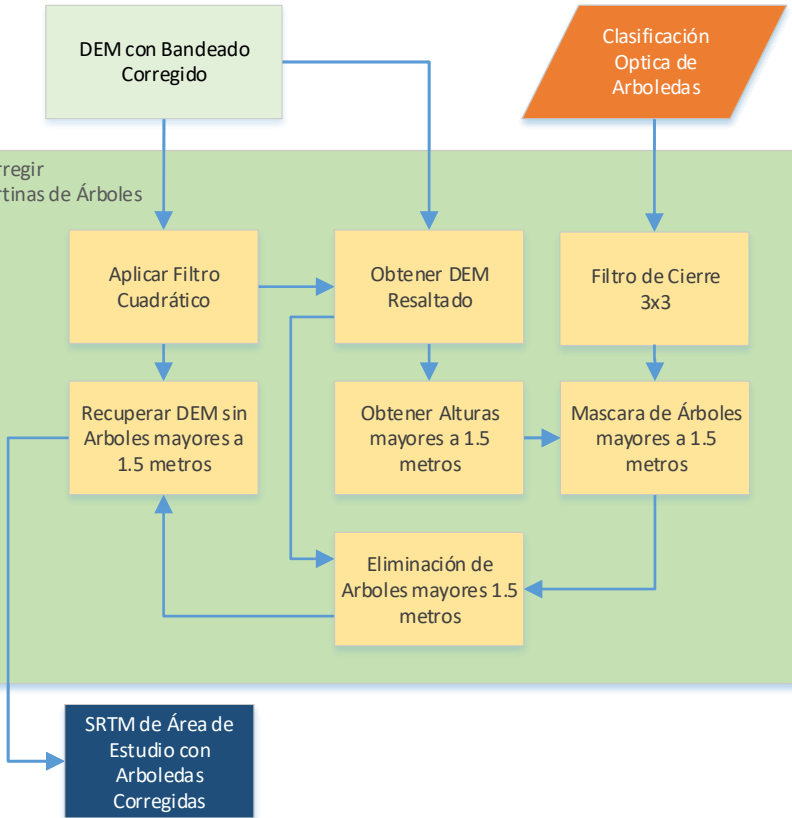 DEM con Bandeado
Corregido
Clasificación
Optica de
Arboledas
rregir
rtinas de Árboles
Aplicar Filtro
Cuadrático
Obtener DEM
Resaltado
Filtro de Cierre
3x3
Recuperar DEM sin
Arboles mayores a
1.5 metros
Obtener Alturas
mayores a 1.5
metros
Mascara de Árboles
mayores a 1.5
metros
Eliminación de
Arboles mayores 1.5
metros
SRTM de Área de
Estudio con
Arboledas
Corregidas